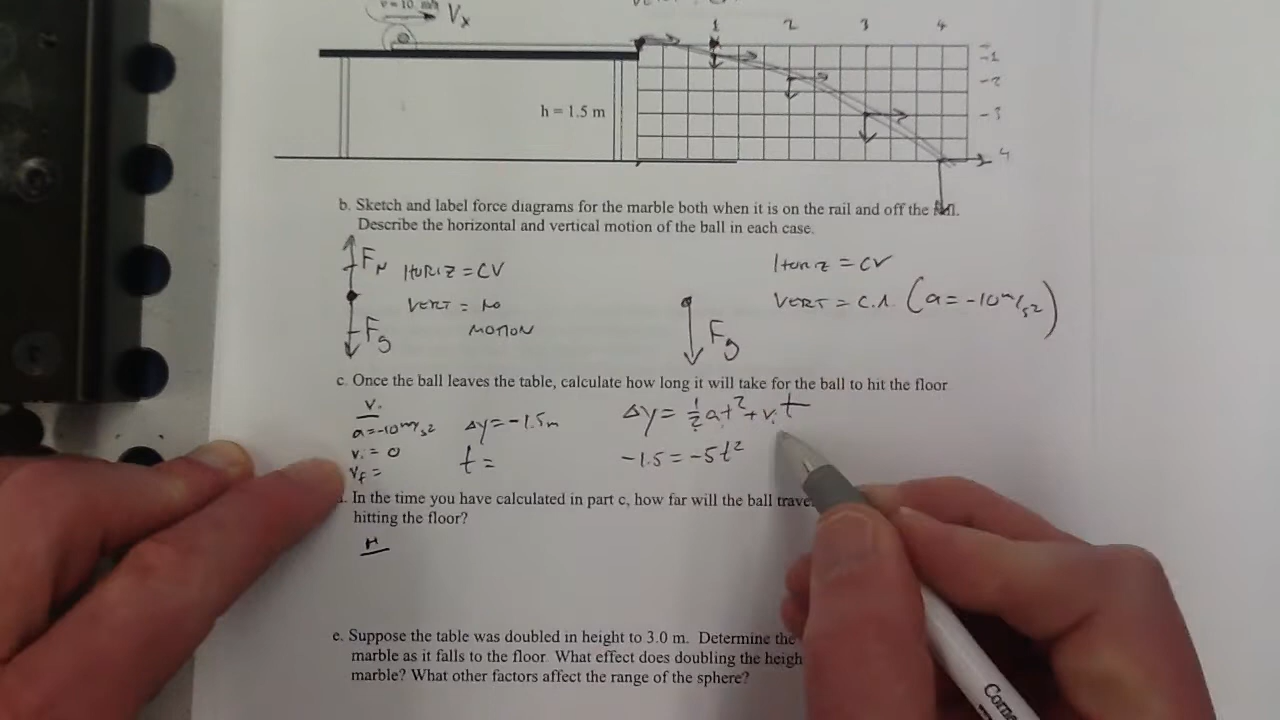 v = 10 m/s Vx
1 2 3 4
-1
-2
-3
4
h = 1.5 m
b. Sketch and label force diagrams for the marble both when it is on the rail and off the
Describe the horizontal and vertical motion of the ball in each case.
FN HORIZ = CV
VERT = NO
MOTION
Fg
HORIZ = CV
VERT = C.A. (a = -10 m/s2)
Fg
c. Once the ball leaves the table, calculate how long it will take for the ball to hit the floor
V.
a = -10 m/s2 Δy = -1.5m
vi = 0 t =
vf =
Δy = 1/2 at2 + vi t
-1.5 = -5t2
In the time you have calculated in part c, how far will the ball
hitting the floor?
H
e. Suppose the table was doubled in height to 3.0 m. Determine the
marble as it falls to the floor. What effect does doubling the
marble? What other factors affect the range of the sphere?